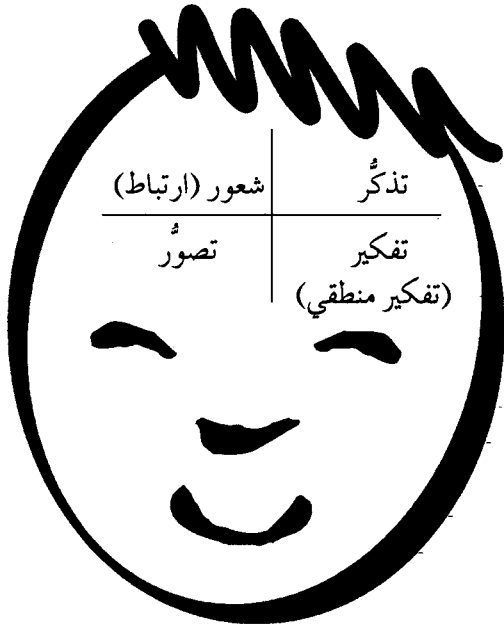 تذكُّر
شعور (ارتباط)
تفكير
(تفكير منطقي)
تصوُّر